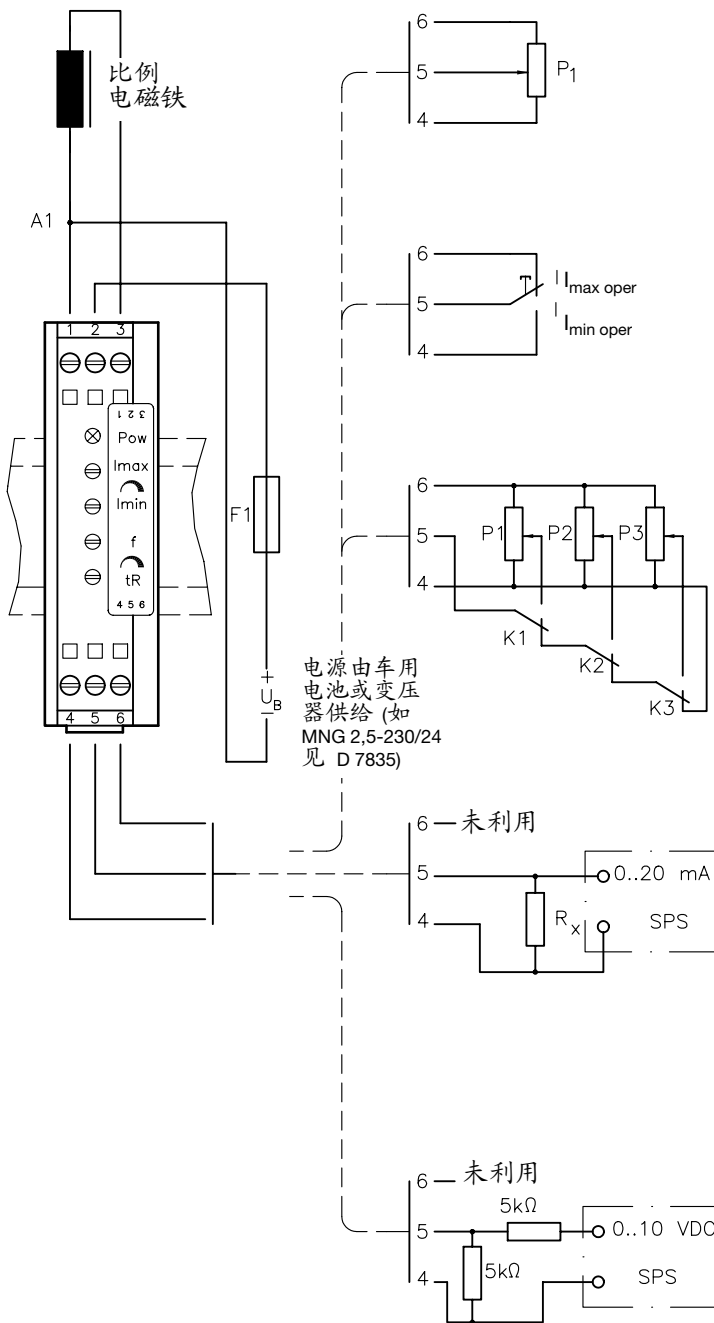 比例
电磁铁
A1
1 2 3
3 2 1
Pow
Imax
Imin
f
tR
4 5 6
4 5 6
F1
+
U_B
−
电源由车用
电池或变压
器供给 (如
MNG 2,5-230/24
见 D 7835)
6
5
4
P1
6
5
4
I max oper
I min oper
6
5
4
P1 P2 P3
K1
K2
K3
6 未利用
5
4
R_x
0..20 mA
SPS
6 未利用
5
4
5kΩ
5kΩ
0..10 VDC
SPS